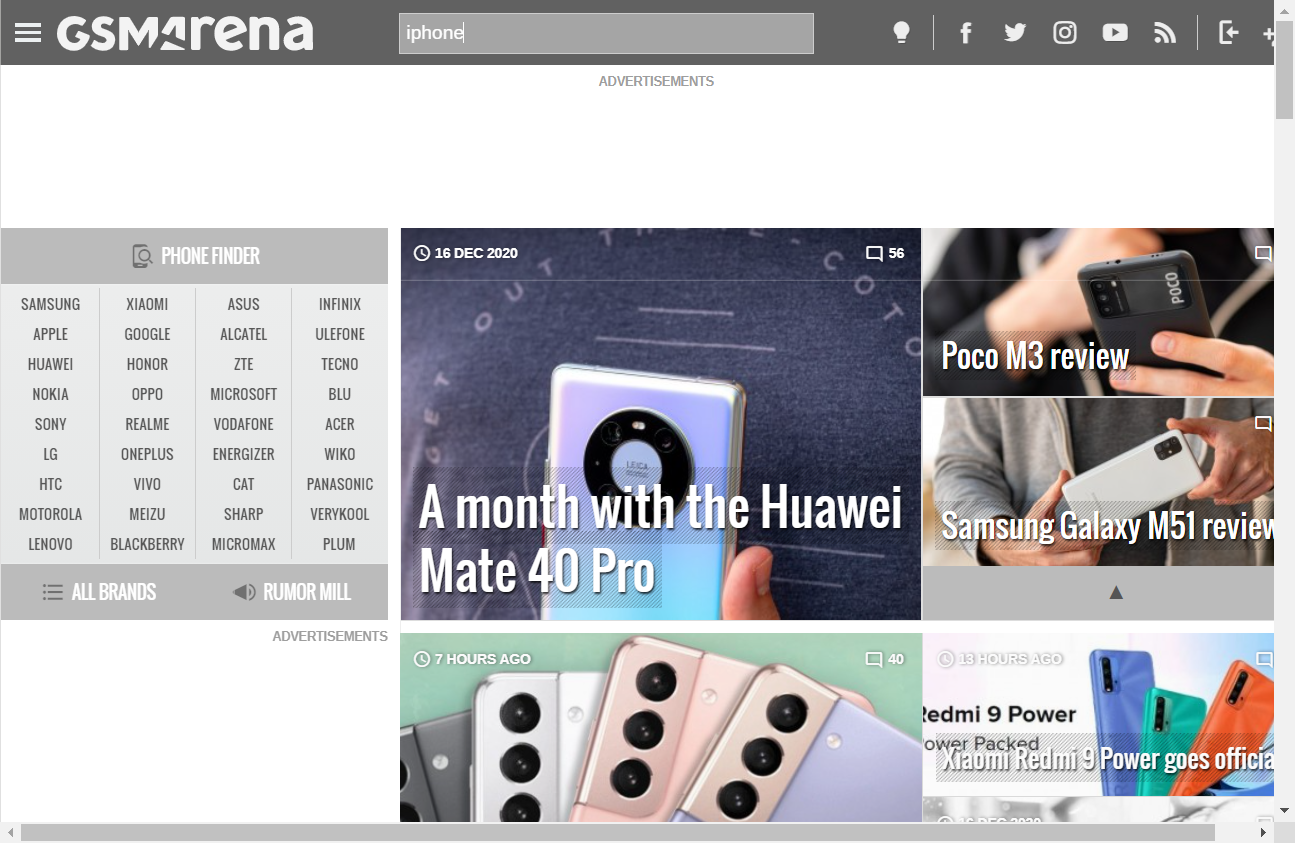 GSMArena
iphone
ADVERTISEMENTS
PHONE FINDER
SAMSUNG XIAOMI ASUS INFINIX
APPLE GOOGLE ALCATEL ULEFONE
HUAWEI HONOR ZTE TECNO
NOKIA OPPO MICROSOFT BLU
SONY REALME VODAFONE ACER
LG ONEPLUS ENERGIZER WIKO
HTC VIVO CAT PANASONIC
MOTOROLA MEIZU SHARP VERYKOOL
LENOVO BLACKBERRY MICROMAX PLUM
ALL BRANDS RUMOR MILL
ADVERTISEMENTS
16 DEC 2020 56
LEICA
A month with the Huawei
Mate 40 Pro
POCO
Poco M3 review
Samsung Galaxy M51 review
7 HOURS AGO 40
13 HOURS AGO
Redmi 9 Power
ower Packed
Xiaomi Redmi 9 Power goes officia
16 DEC 2020